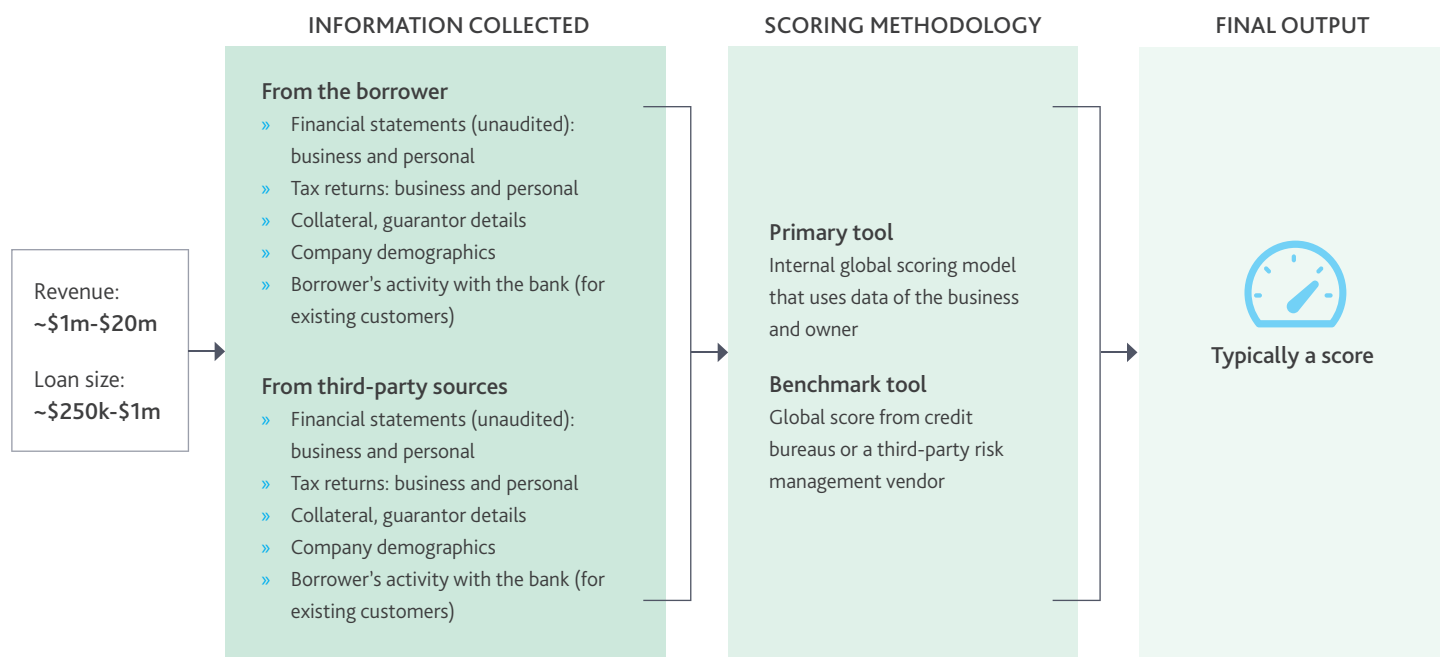 INFORMATION COLLECTED
SCORING METHODOLOGY
FINAL OUTPUT
Revenue:
~$1m-$20m
Loan size:
~$250k-$1m
From the borrower
» Financial statements (unaudited):
business and personal
» Tax returns: business and personal
» Collateral, guarantor details
» Company demographics
» Borrower's activity with the bank (for
existing customers)
From third-party sources
» Financial statements (unaudited):
business and personal
» Tax returns: business and personal
» Collateral, guarantor details
» Company demographics
» Borrower's activity with the bank (for
existing customers)
Primary tool
Internal global scoring model
that uses data of the business
and owner
Benchmark tool
Global score from credit
bureaus or a third-party risk
management vendor
Typically a score